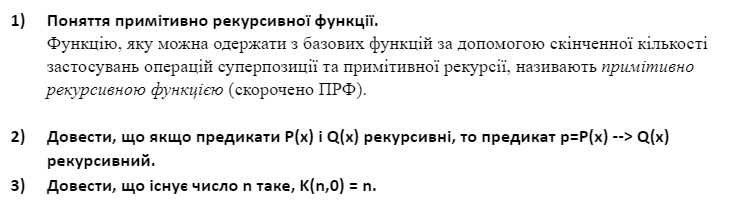 1) Поняття примітивно рекурсивної функції.
Функцію, яку можна одержати з базових функцій за допомогою скінченної кількості
застосувань операцій суперпозиції та примітивної рекурсії, називають примітивно
рекурсивною функцією (скорочено ПРФ).
2) Довести, що якщо предикати P(x) і Q(x) рекурсивні, то предикат p=P(x) --> Q(x)
рекурсивний.
3) Довести, що існує число n таке, K(n,0) = n.